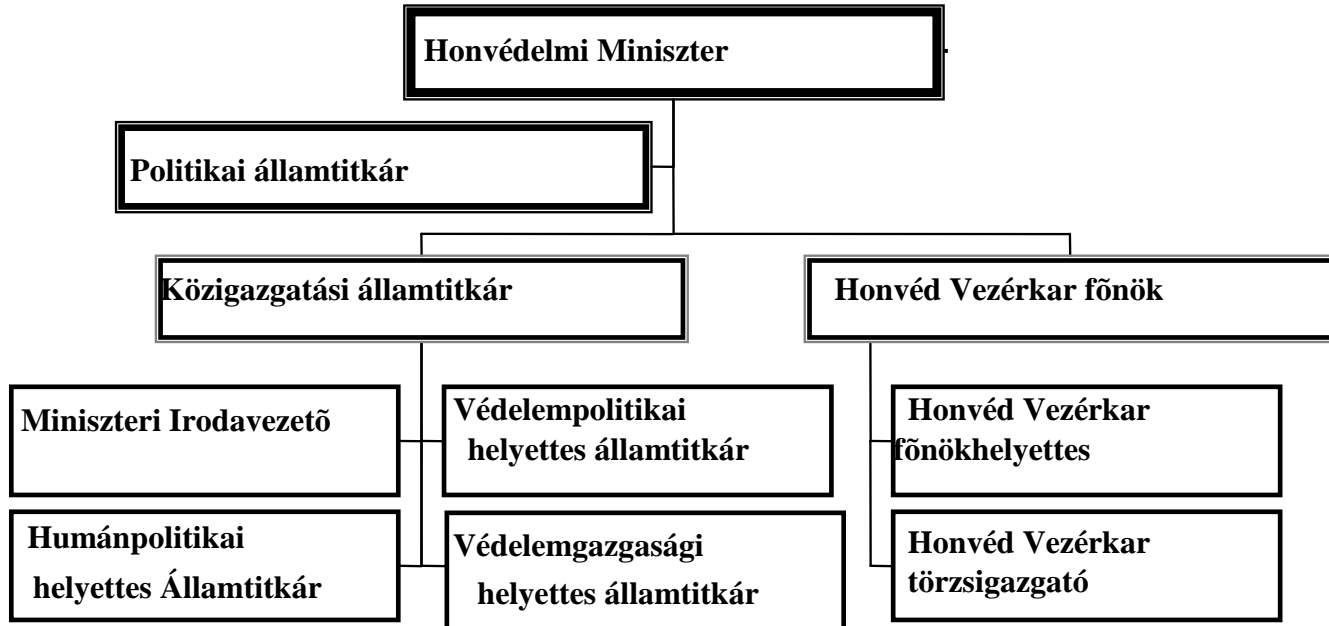 Honvédelmi Miniszter
Politikai államtitkár
Közigazgatási államtitkár
Honvéd Vezérkar fõnök
Miniszteri Irodavezetõ
Védelempolitikai
helyettes államtitkár
Honvéd Vezérkar
fõnökhelyettes
Humánpolitikai
helyettes Államtitkár
Védelemgazgasági
helyettes államtitkár
Honvéd Vezérkar
törzsigazgató